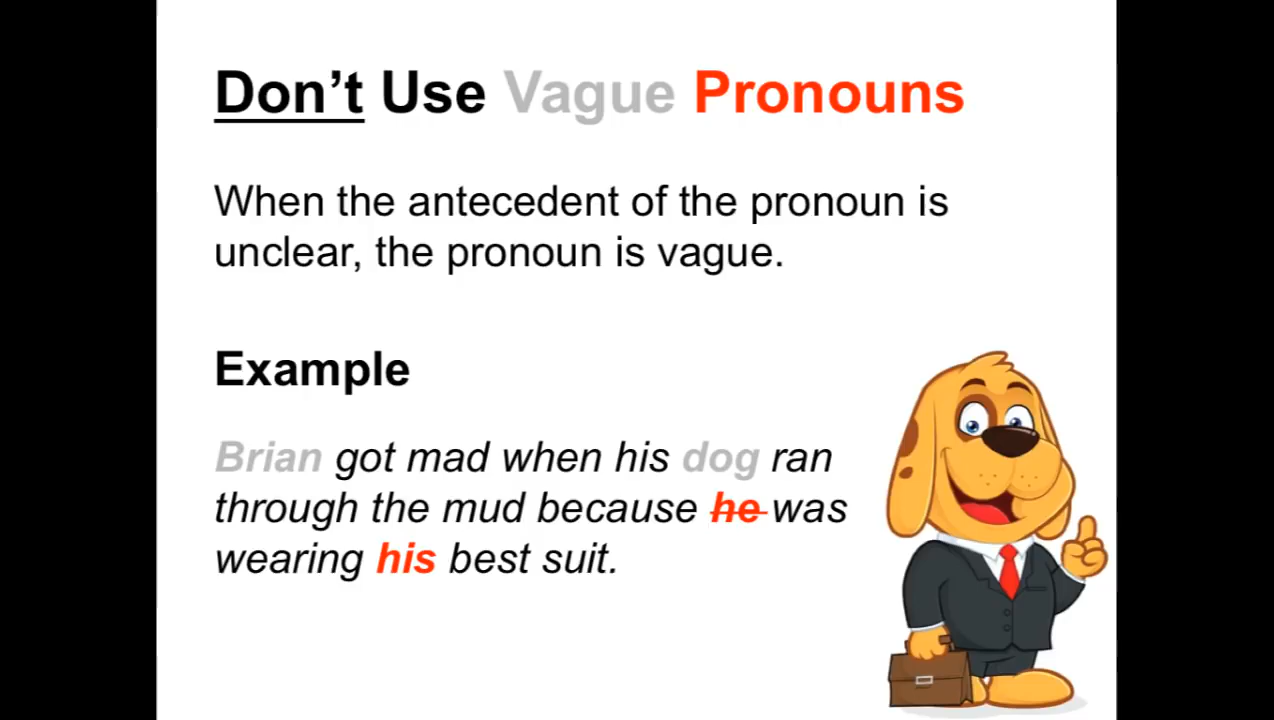 Don’t Use Vague Pronouns
When the antecedent of the pronoun is
unclear, the pronoun is vague.
Example
Brian got mad when his dog ran
through the mud because he was
wearing his best suit.